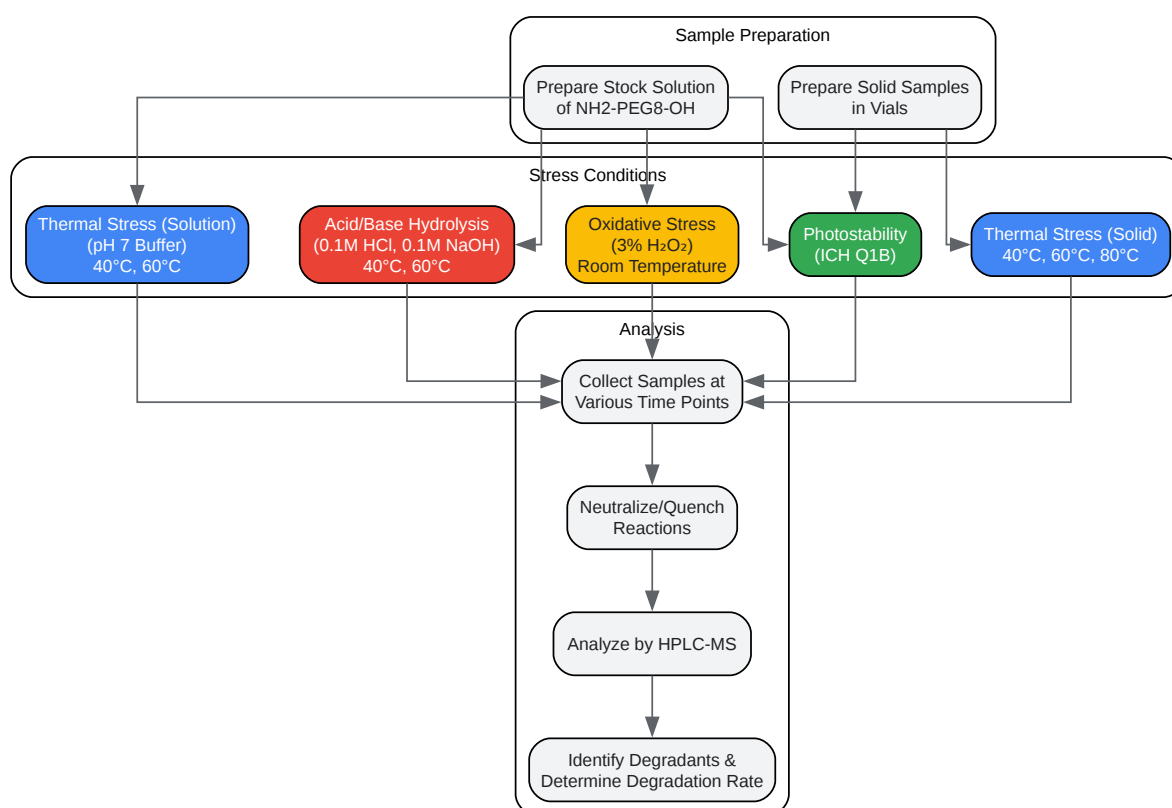 Sample Preparation
Prepare Stock Solution
of NH2-PEG8-OH
Prepare Solid Samples
in Vials
Stress Conditions
Thermal Stress (Solution)
(pH 7 Buffer)
40°C, 60°C
Acid/Base Hydrolysis
(0.1M HCl, 0.1M NaOH)
40°C, 60°C
Oxidative Stress
(3% H₂O₂)
Room Temperature
Photostability
(ICH Q1B)
Thermal Stress (Solid)
40°C, 60°C, 80°C
Analysis
Collect Samples at
Various Time Points
Neutralize/Quench
Reactions
Analyze by HPLC-MS
Identify Degradants &
Determine Degradation Rate